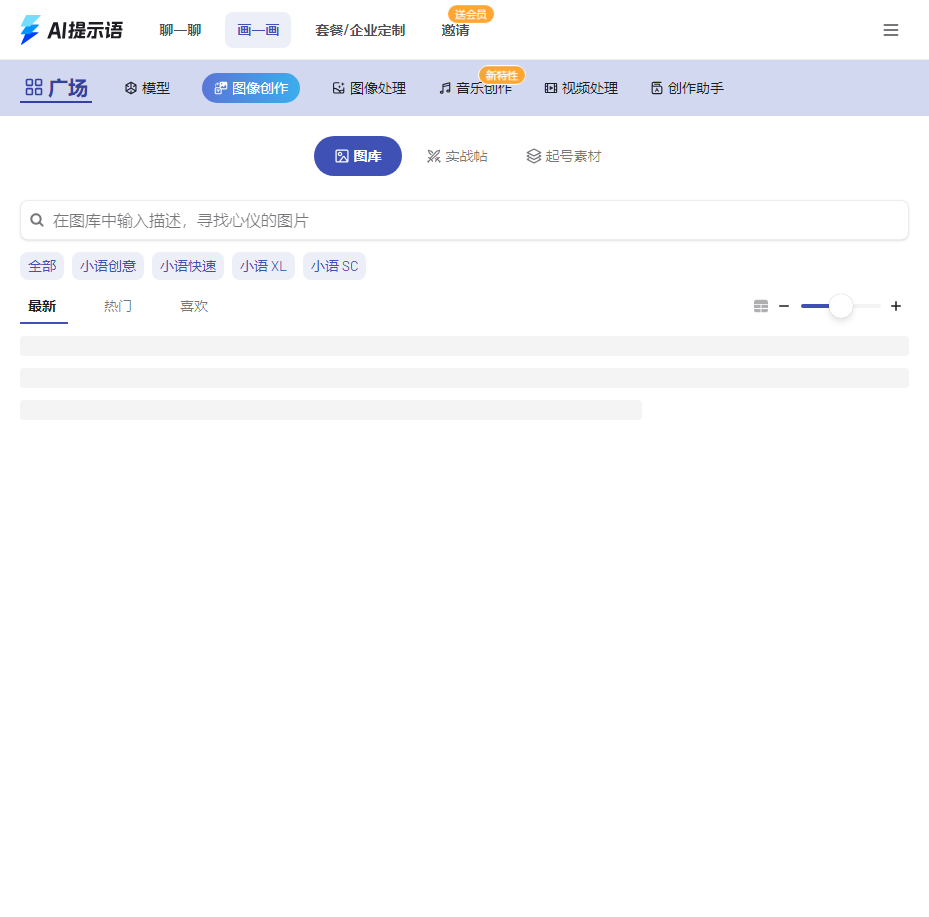 AI提示语 聊一聊 画一画 套餐/企业定制 邀请 送会员
广场 模型 图像创作 图像处理 音乐创作 新特性 视频处理 创作助手
图库 实战帖 起号素材
在图库中输入描述，寻找心仪的图片
全部 小语创意 小语快速 小语 XL 小语 SC
最新 热门 喜欢